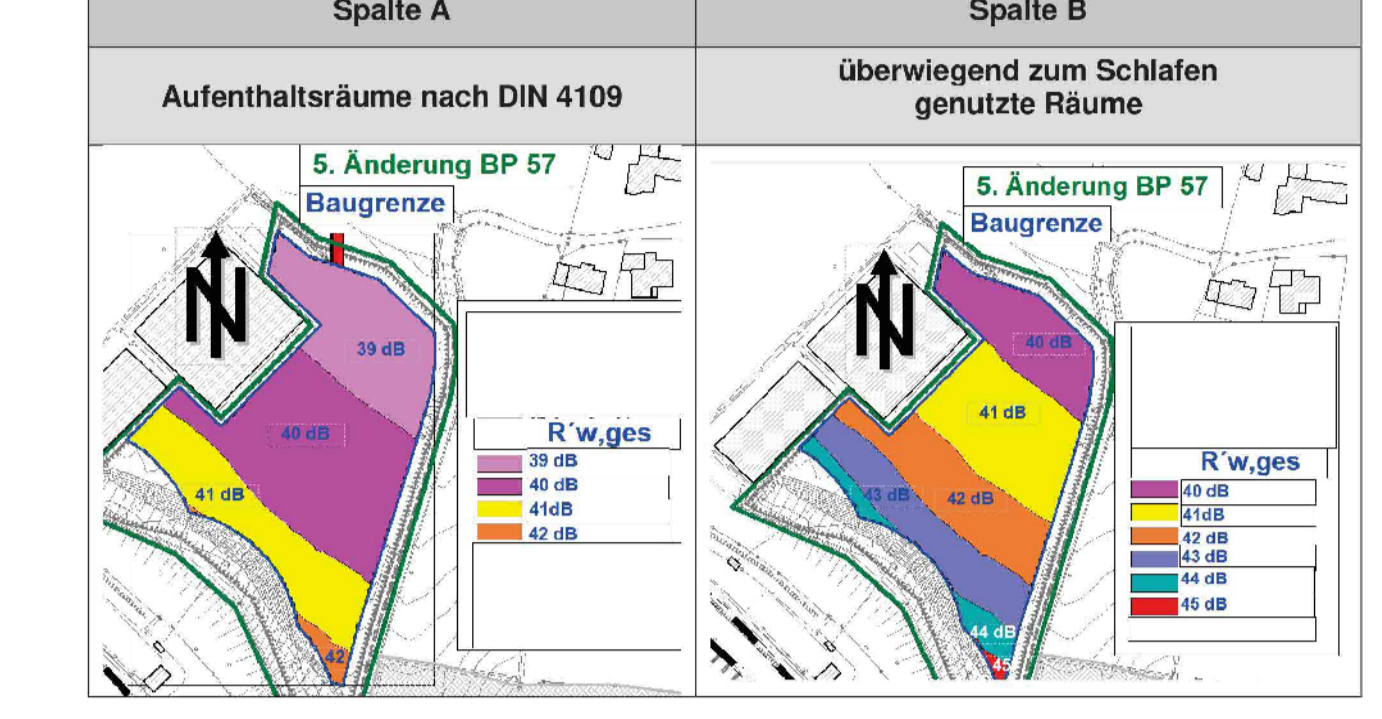 Spalte A
Spalte B
Aufenthaltsräume nach DIN 4109
überwiegend zum Schlafen
genutzte Räume
5. Änderung BP 57
Baugrenze
N
39 dB
40 dB
41 dB
42
R´w,ges
39 dB
40 dB
41dB
42 dB
5. Änderung BP 57
Baugrenze
N
40 dB
41 dB
43 dB
42 dB
44 dB
45
R´w,ges
40 dB
41dB
42 dB
43 dB
44 dB
45 dB